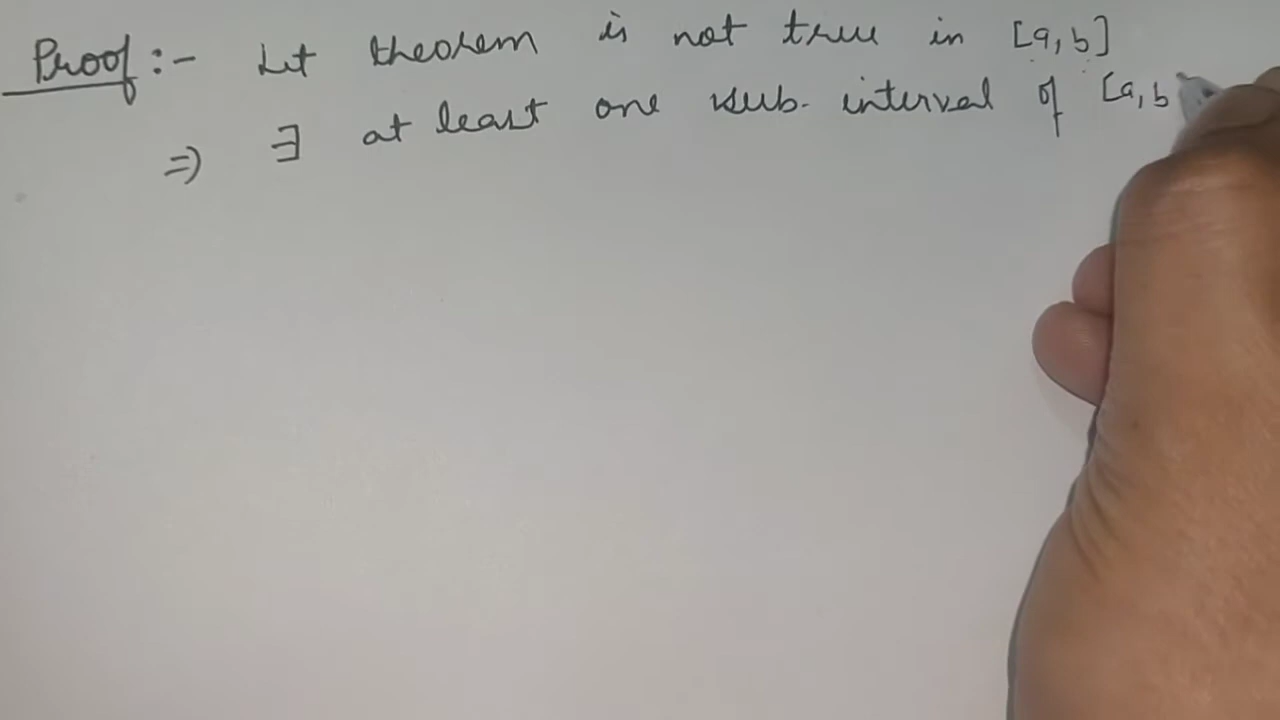 Proof :- Let theorem is not true in [a, b]
⇒ ∃ at least one sub-interval of [a, b